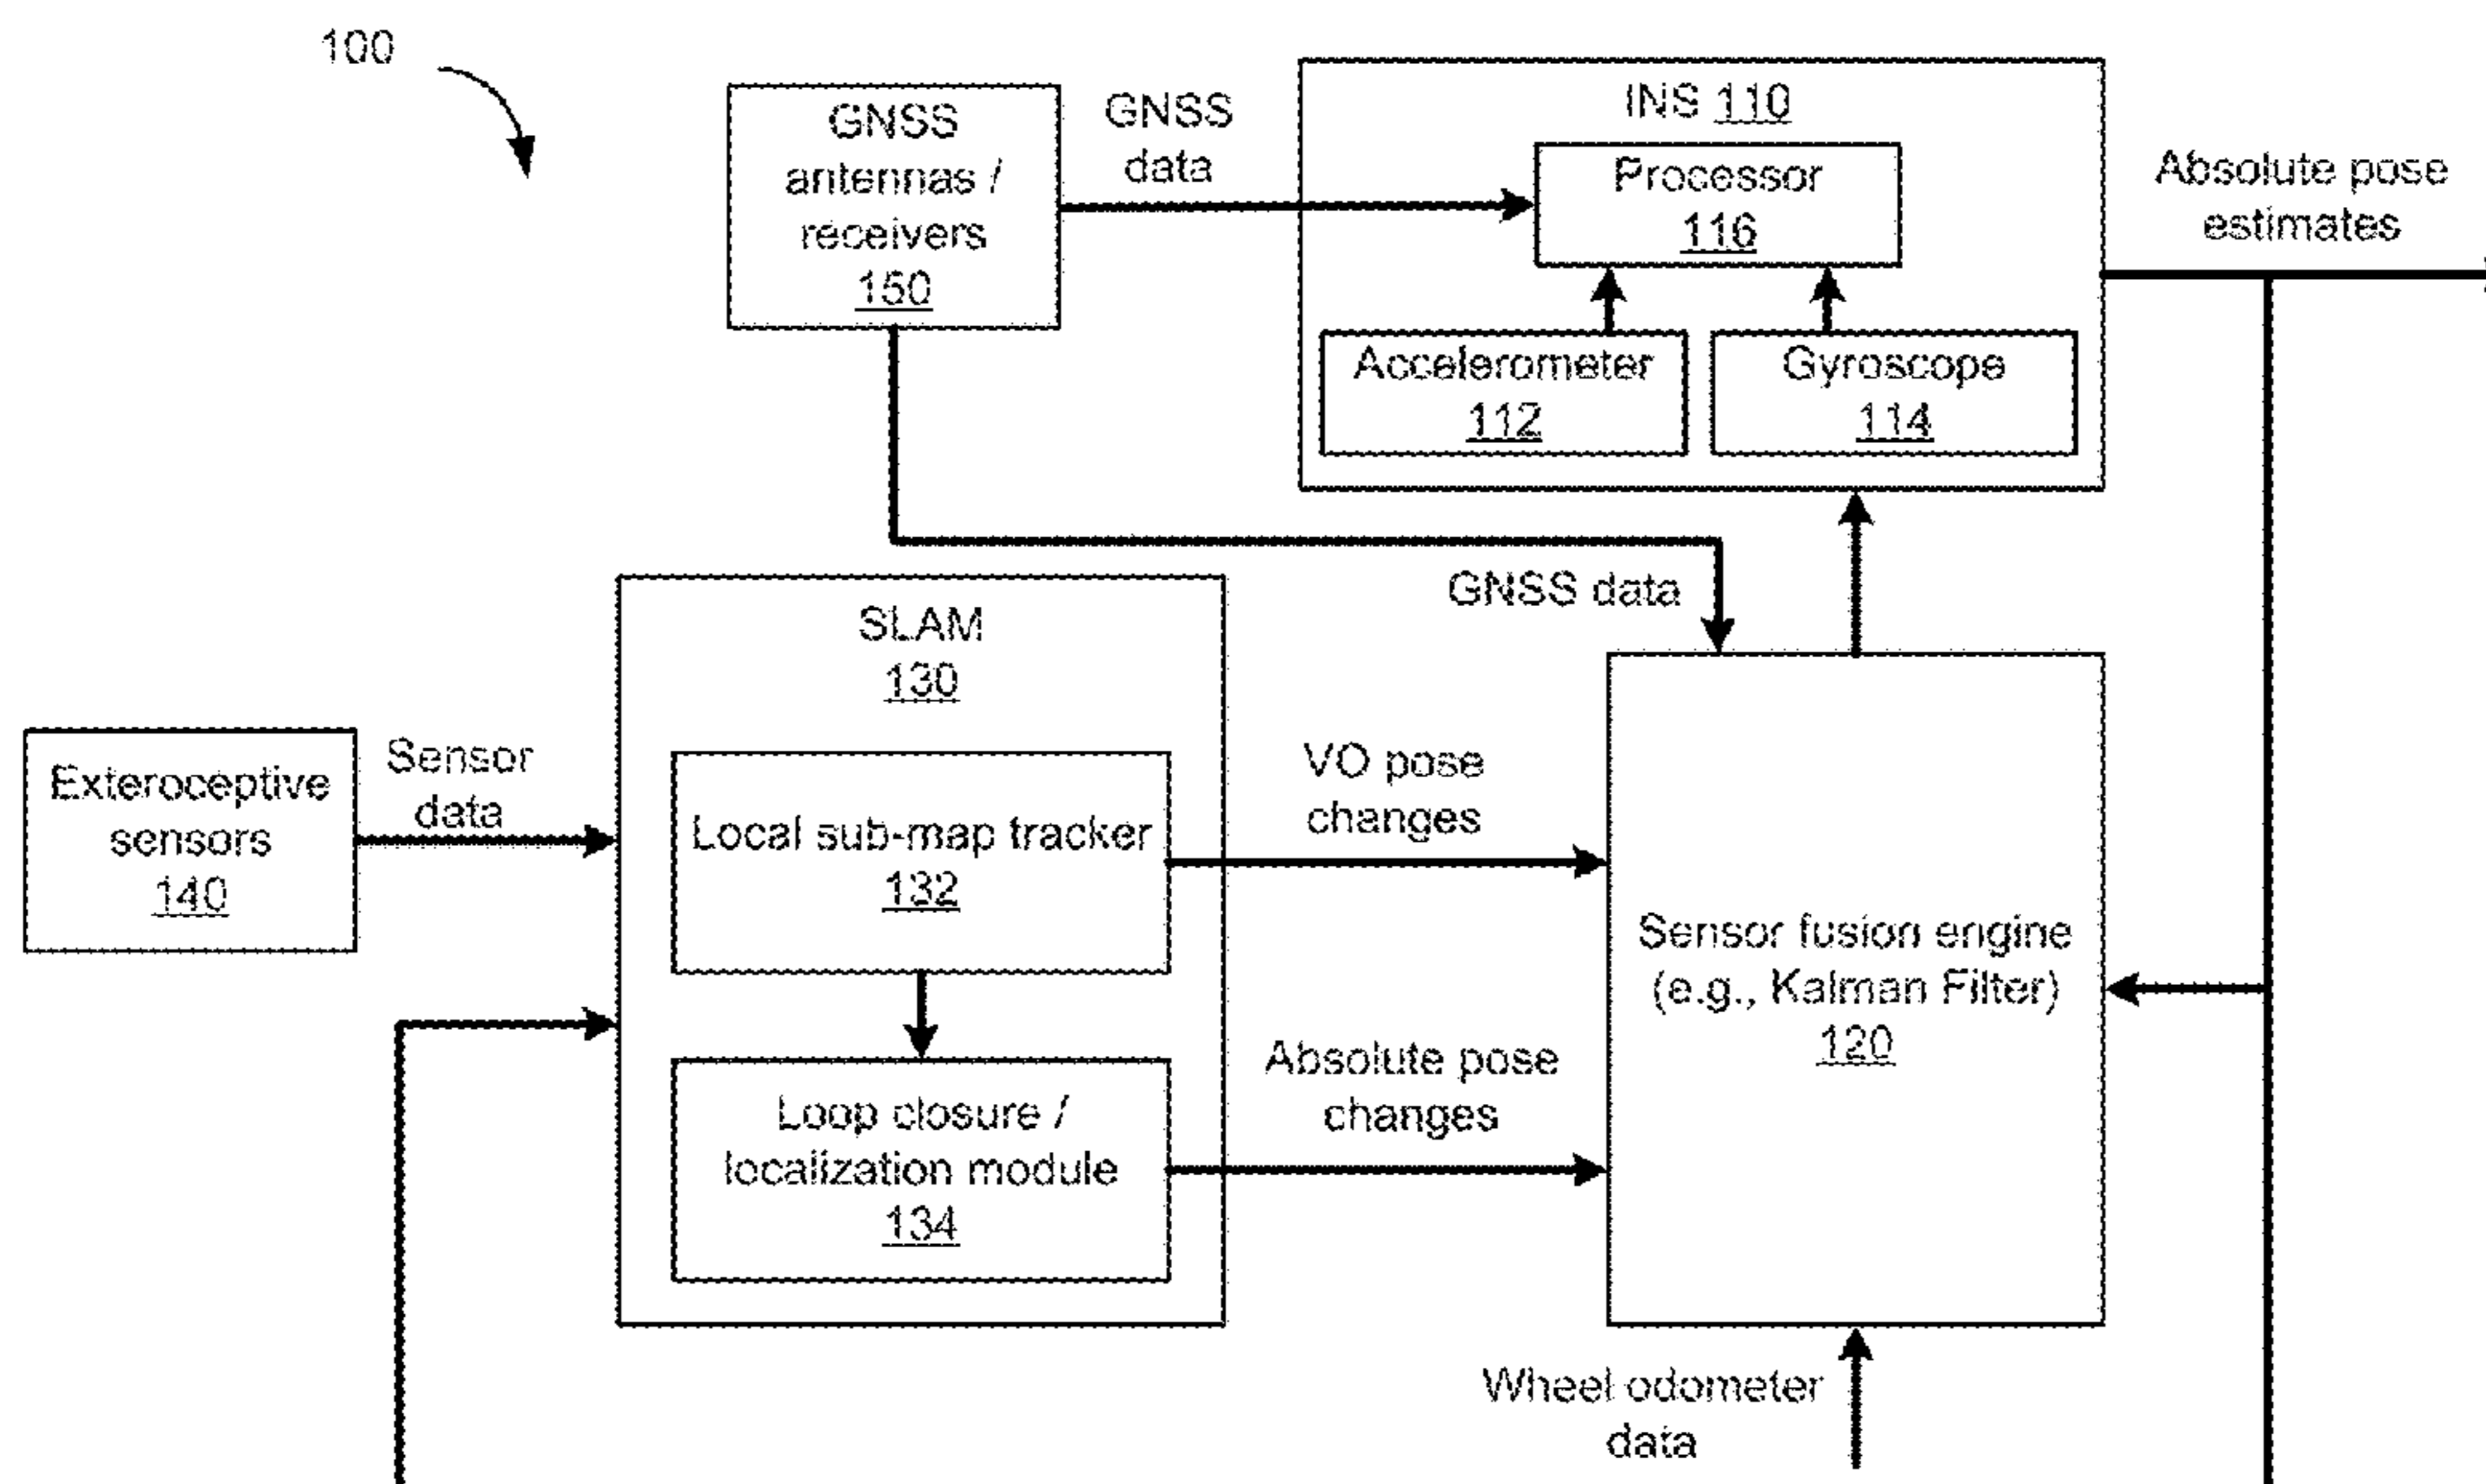 100
GNSS
antennas /
receivers
150
GNSS
data
INS 110
Processor
116
Accelerometer
112
Gyroscope
114
Absolute pose
estimates
GNSS data
SLAM
130
Exteroceptive
sensors
140
Sensor
data
Local sub-map tracker
132
VO pose
changes
Sensor fusion engine
(e.g., Kalman Filter)
120
Loop closure /
localization module
134
Absolute pose
changes
Wheel odometer
data